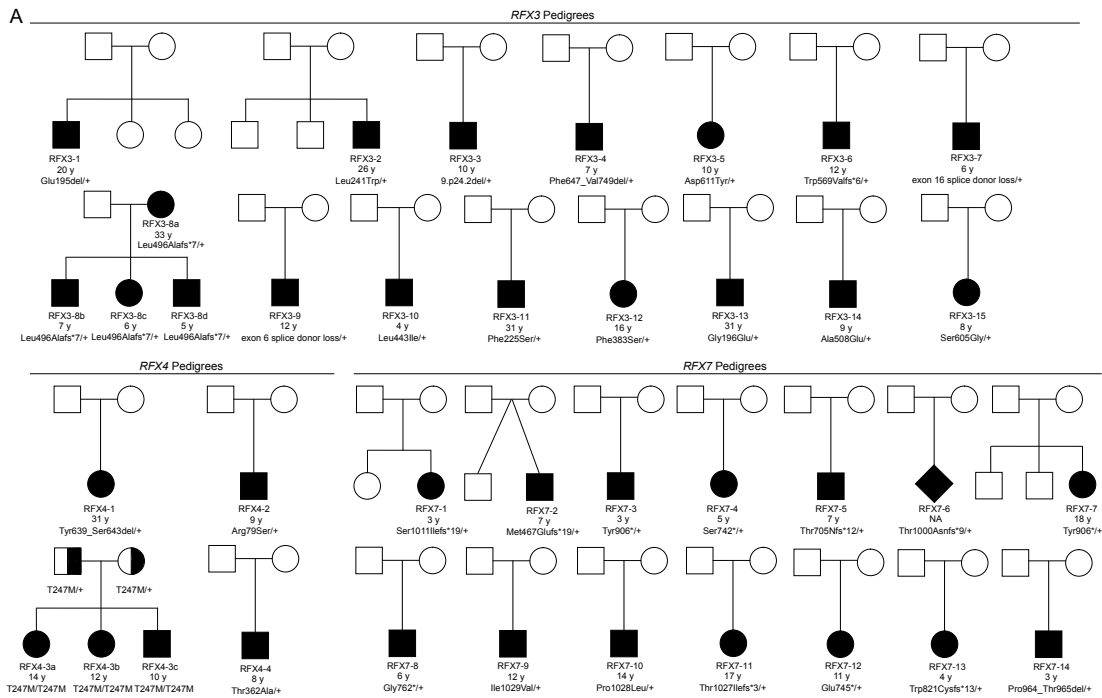 A
RFX3 Pedigrees
RFX3-1
20 y
Glu195del/+
RFX3-2
26 y
Leu241Trp/+
RFX3-3
10 y
9.p24.2del/+
RFX3-4
7 y
Phe647_Val749del/+
RFX3-5
10 y
Asp611Tyr/+
RFX3-6
12 y
Trp569Valfs*6/+
RFX3-7
6 y
exon 16 splice donor loss/+
RFX3-8a
33 y
Leu496Alafs*7/+
RFX3-8b
7 y
Leu496Alafs*7/+
RFX3-8c
6 y
Leu496Alafs*7/+
RFX3-8d
5 y
Leu496Alafs*7/+
RFX3-9
12 y
exon 6 splice donor loss/+
RFX3-10
4 y
Leu443Ile/+
RFX3-11
31 y
Phe225Ser/+
RFX3-12
16 y
Phe383Ser/+
RFX3-13
31 y
Gly196Glu/+
RFX3-14
9 y
Ala508Glu/+
RFX3-15
8 y
Ser605Gly/+
RFX4 Pedigrees
RFX4-1
31 y
Tyr639_Ser643del/+
RFX4-2
9 y
Arg79Ser/+
T247M/+
T247M/+
RFX4-3a
14 y
T247M/T247M
RFX4-3b
12 y
T247M/T247M
RFX4-3c
10 y
T247M/T247M
RFX4-4
8 y
Thr362Ala/+
RFX7 Pedigrees
RFX7-1
3 y
Ser1011Ilefs*19/+
RFX7-2
7 y
Met467Glufs*19/+
RFX7-3
3 y
Tyr906*/+
RFX7-4
5 y
Ser742*/+
RFX7-5
7 y
Thr705Nfs*12/+
RFX7-6
NA
Thr1000Asnfs*9/+
RFX7-7
18 y
Tyr906*/+
RFX7-8
6 y
Gly762*/+
RFX7-9
12 y
Ile1029Val/+
RFX7-10
14 y
Pro1028Leu/+
RFX7-11
17 y
Thr1027Ilefs*3/+
RFX7-12
11 y
Glu745*/+
RFX7-13
4 y
Trp821Cysfs*13/+
RFX7-14
3 y
Pro964_Thr965del/+